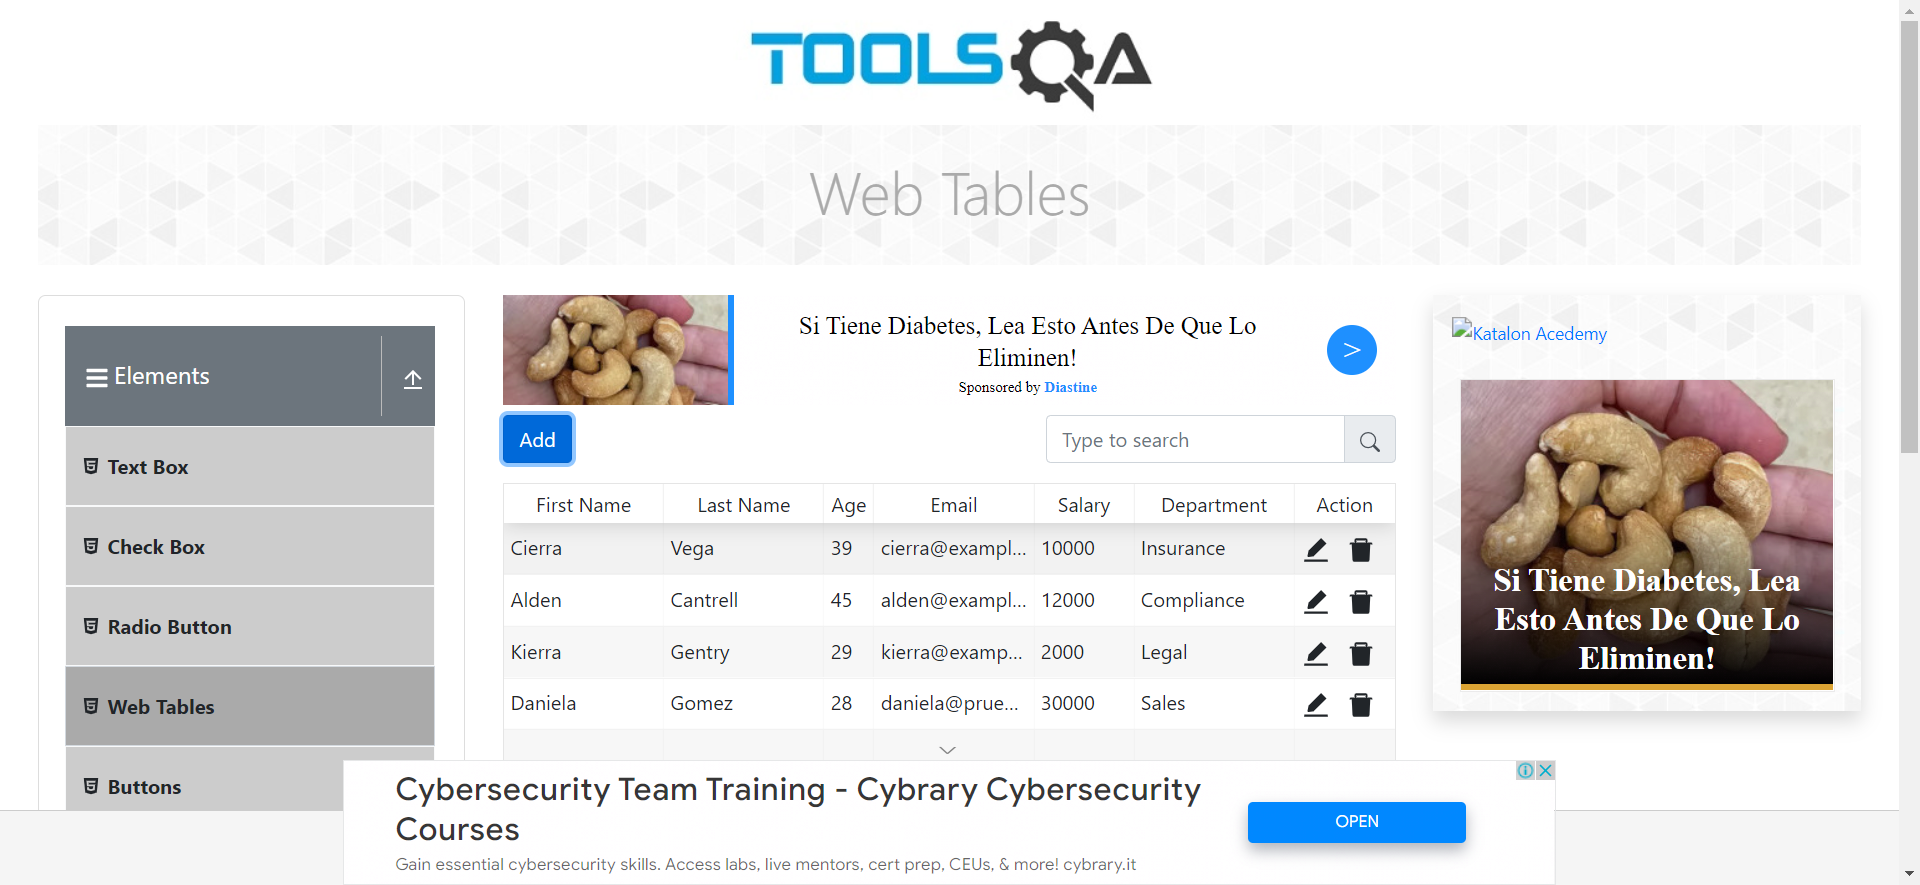 TOOLSQA
Web Tables
Elements
Text Box
Check Box
Radio Button
Web Tables
Buttons
Si Tiene Diabetes, Lea Esto Antes De Que Lo
Eliminen!
Sponsored by Diastine
>
Add
Type to search
First Name Last Name Age Email Salary Department Action
Cierra Vega 39 cierra@exampl... 10000 Insurance
Alden Cantrell 45 alden@exampl... 12000 Compliance
Kierra Gentry 29 kierra@examp... 2000 Legal
Daniela Gomez 28 daniela@prue... 30000 Sales
Katalon Acedemy
Si Tiene Diabetes, Lea
Esto Antes De Que Lo
Eliminen!
Cybersecurity Team Training - Cybrary Cybersecurity
Courses
Gain essential cybersecurity skills. Access labs, live mentors, cert prep, CEUs, & more! cybrary.it
OPEN